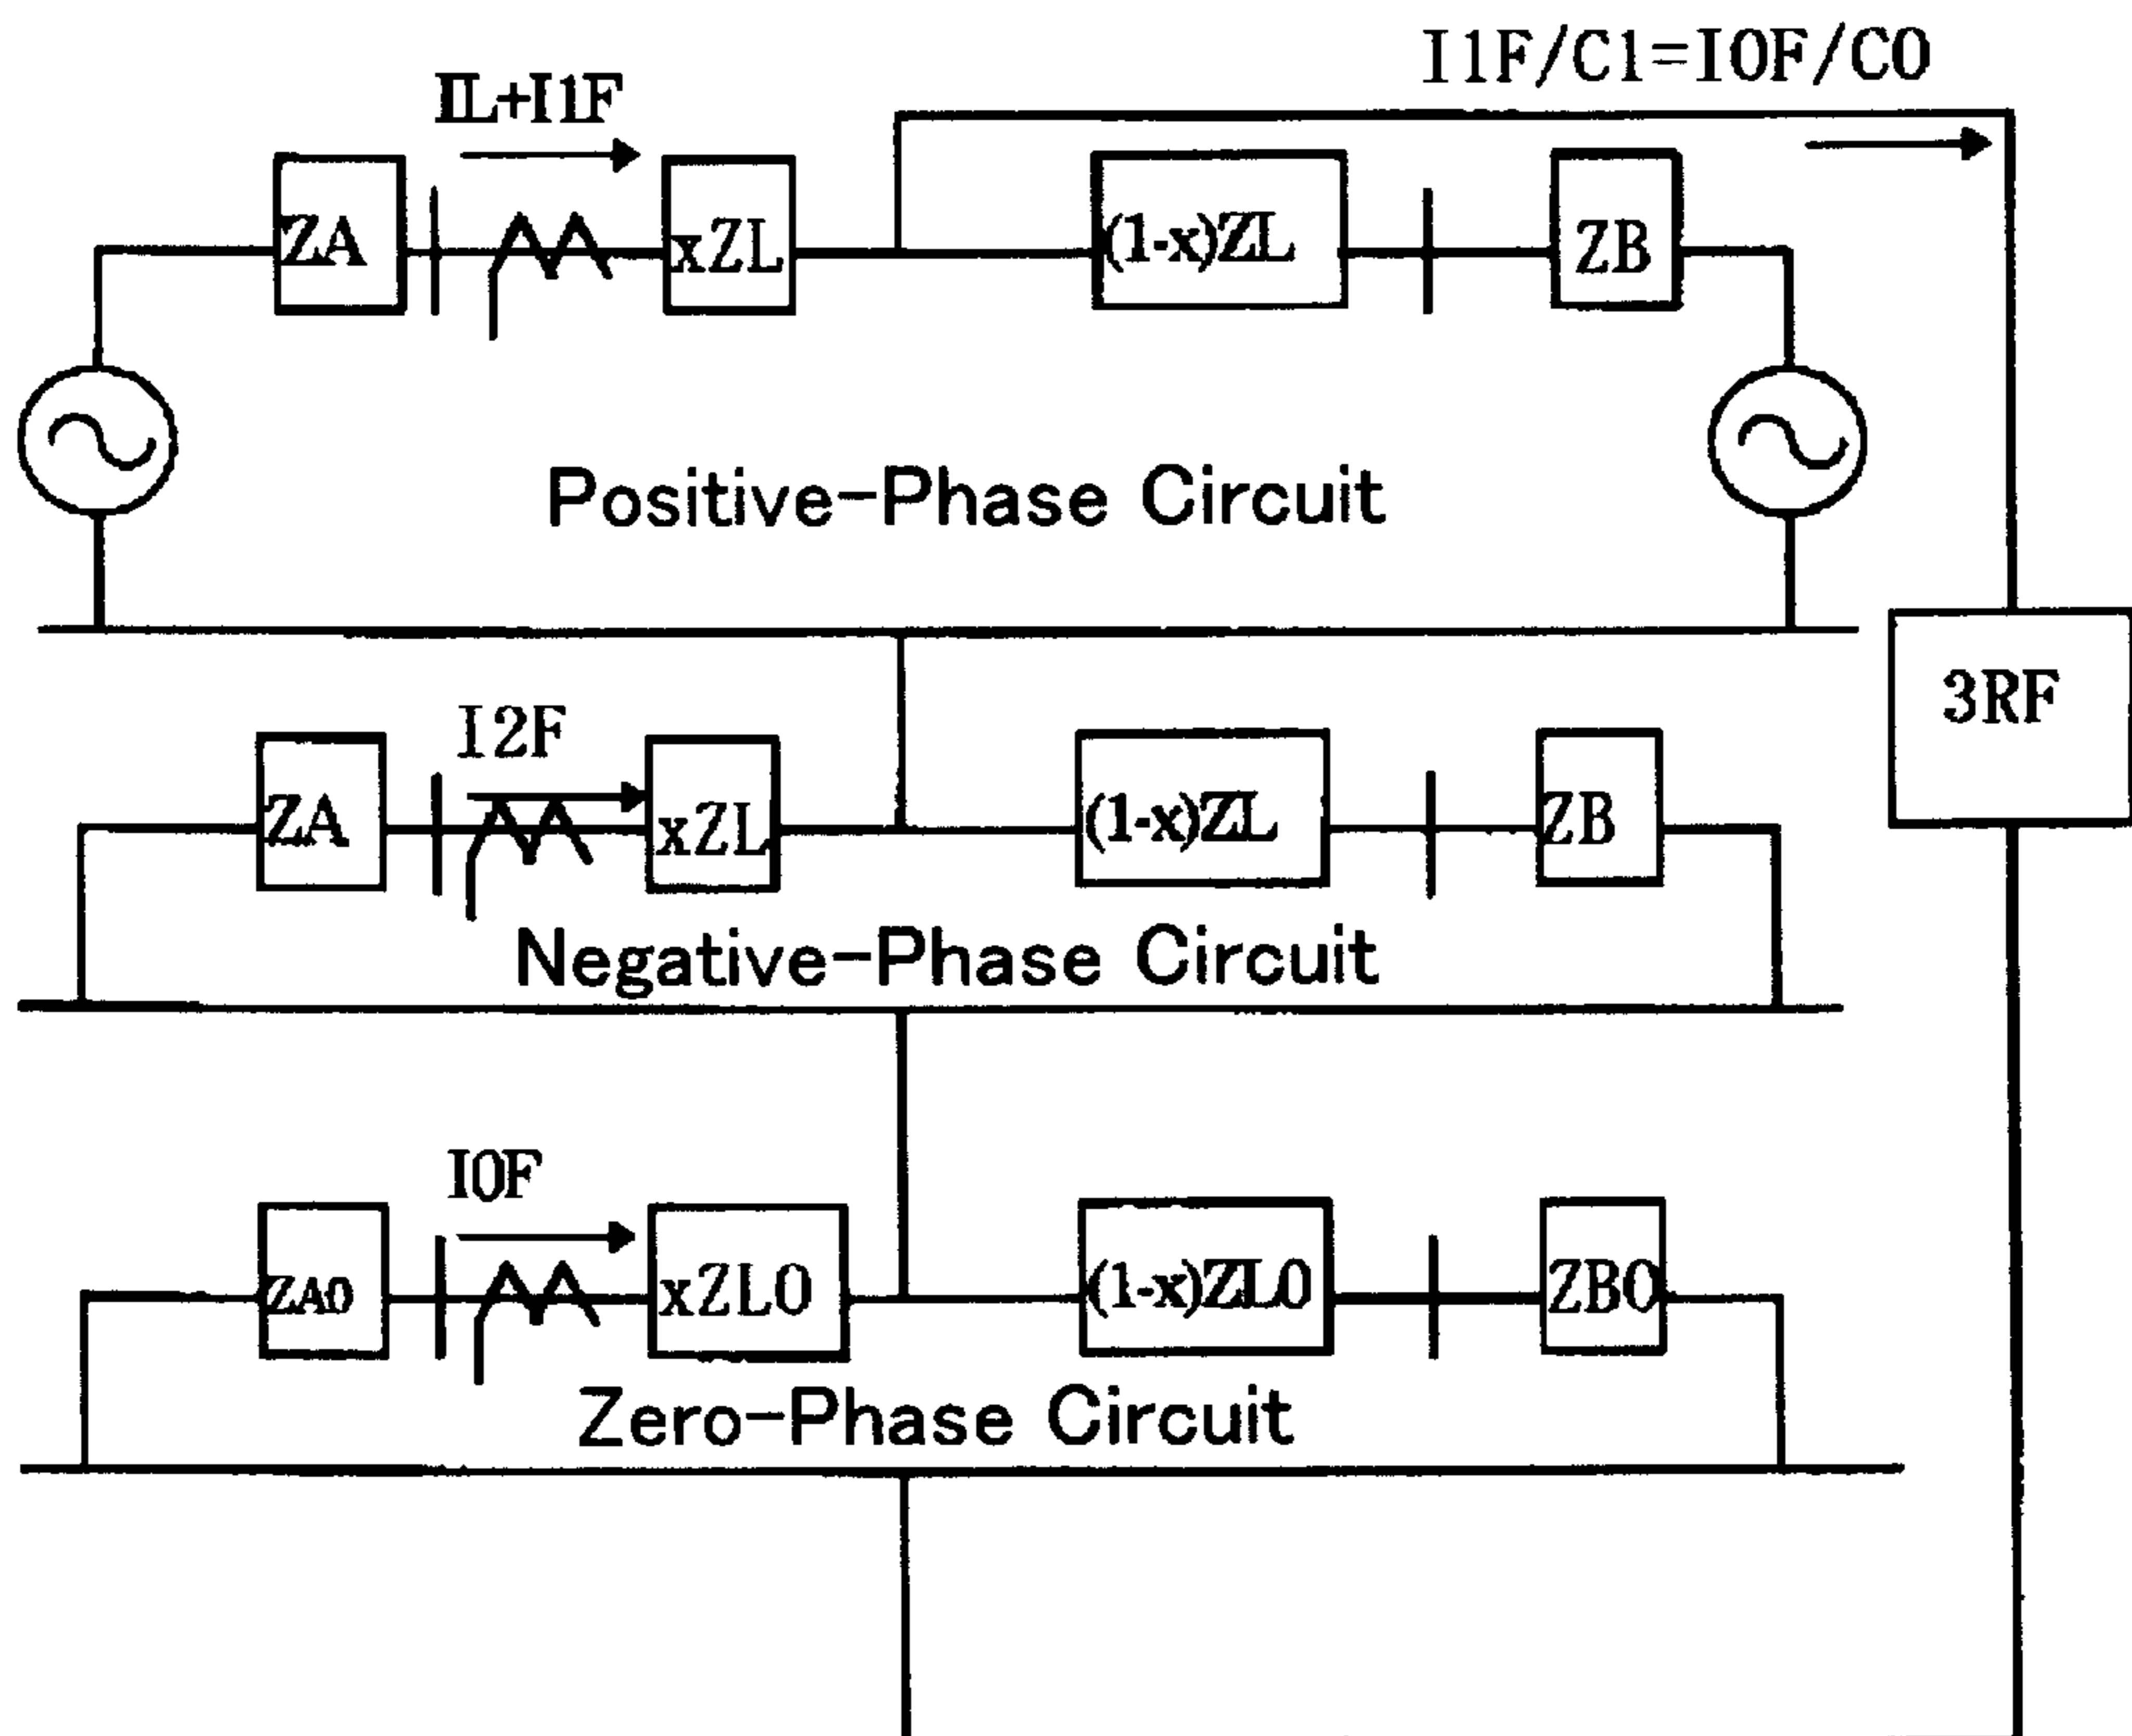 I1F/C1=I0F/C0
IL+I1F
ZA
xZL
(1-x)ZL
ZB
Positive-Phase Circuit
3RF
I2F
ZA
xZL
(1-x)ZL
ZB
Negative-Phase Circuit
I0F
ZA0
xZL0
(1-x)ZL0
ZB0
Zero-Phase Circuit